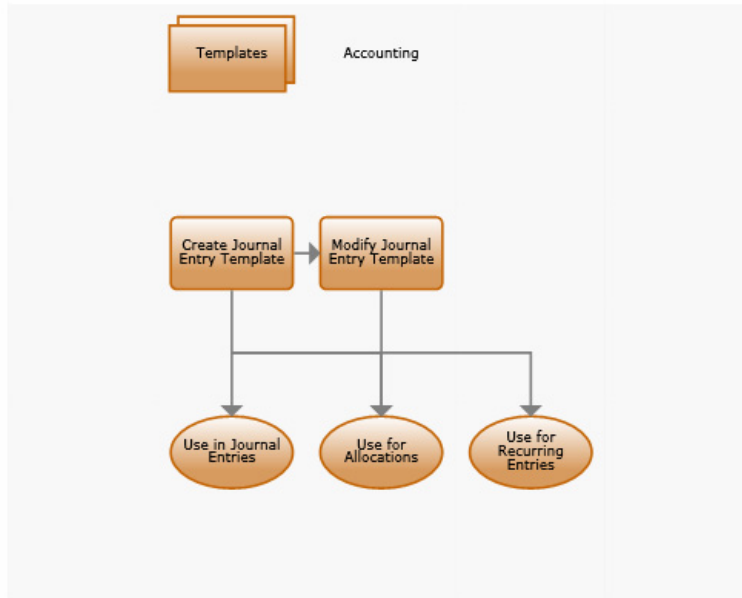 Templates
Accounting
Create Journal
Entry Template
Modify Journal
Entry Template
Use in Journal
Entries
Use for
Allocations
Use for
Recurring
Entries